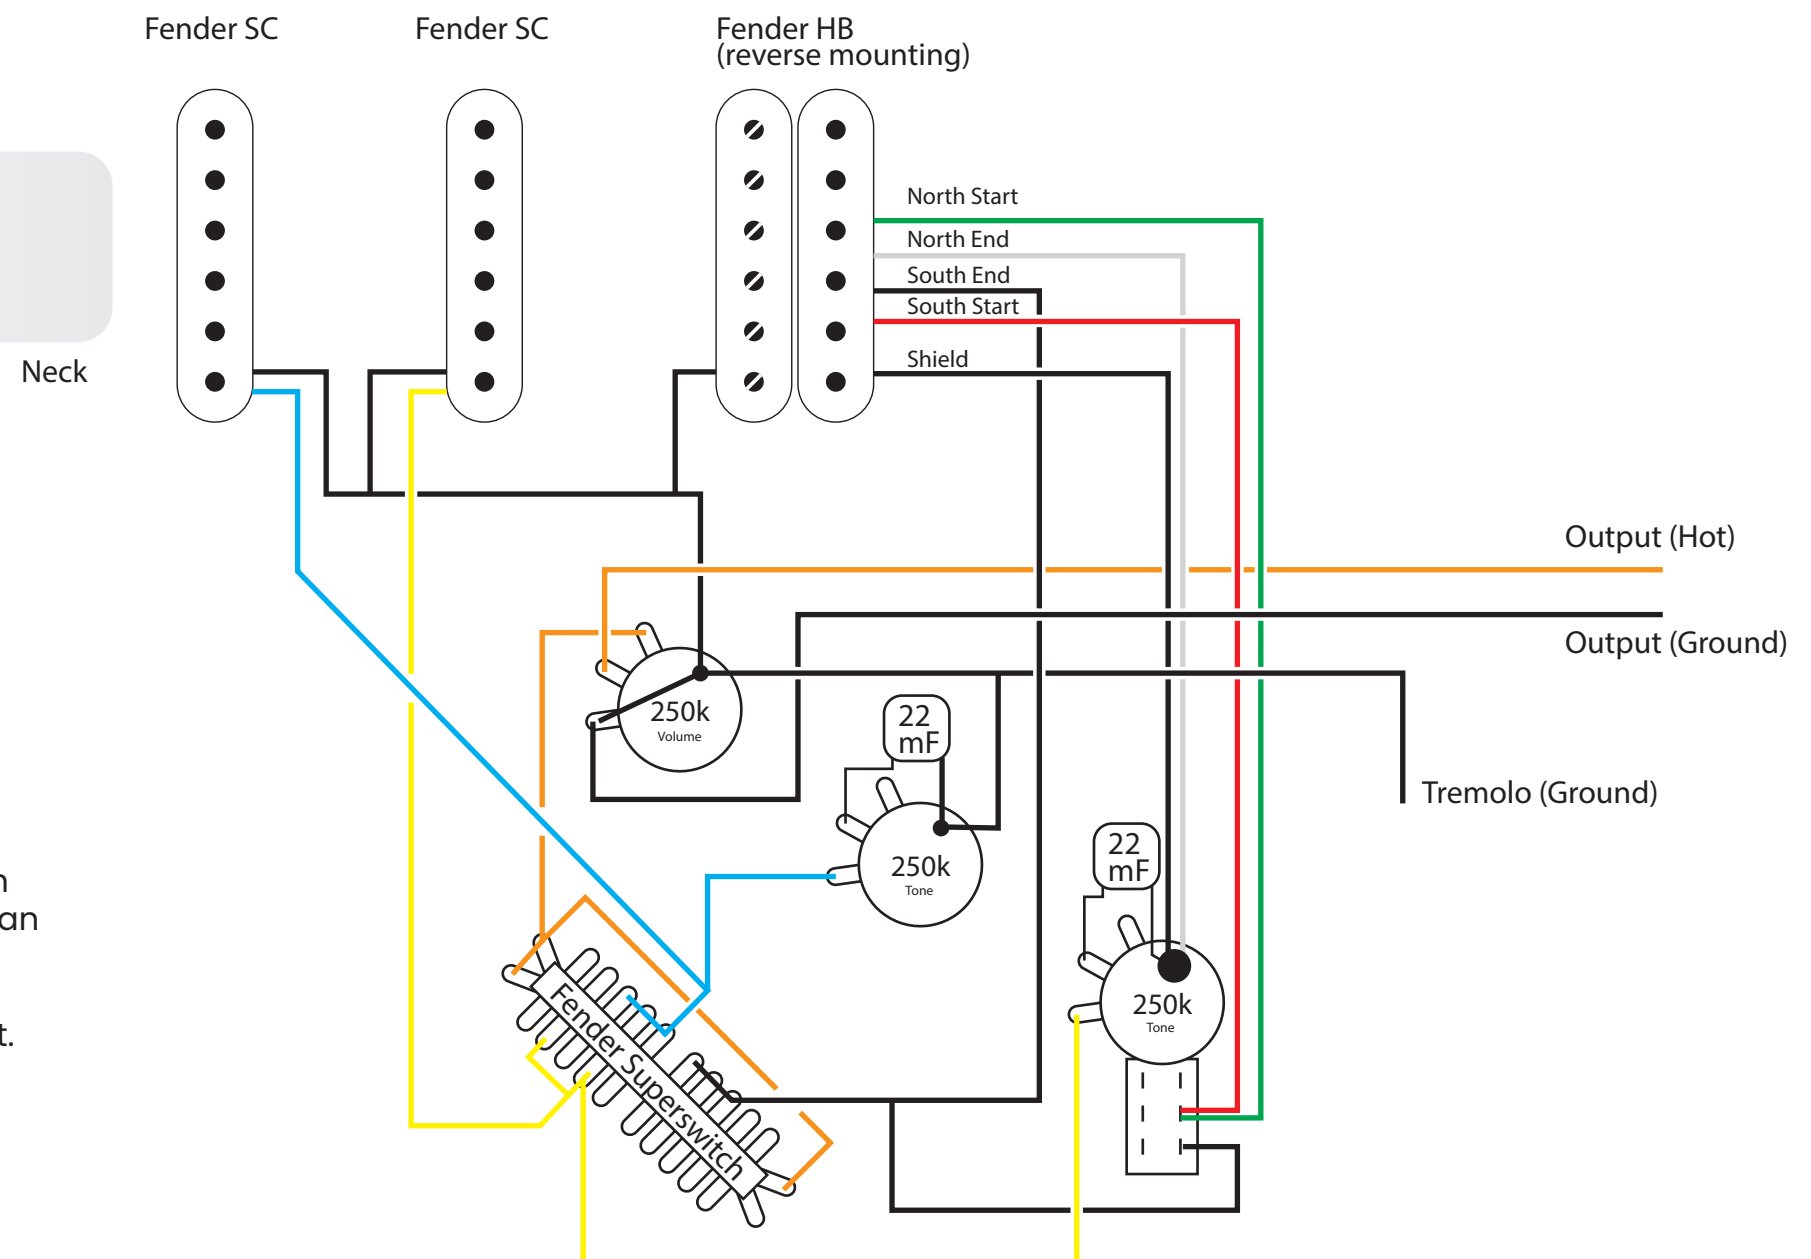 Fender SC
Fender SC
Fender HB
(reverse mounting)
North Start
North End
South End
South Start
Shield
Neck
Output (Hot)
Output (Ground)
250k
Volume
22
mF
Tremolo (Ground)
250k
Tone
22
mF
n
an
t.
250k
Tone
Fender Superswitch